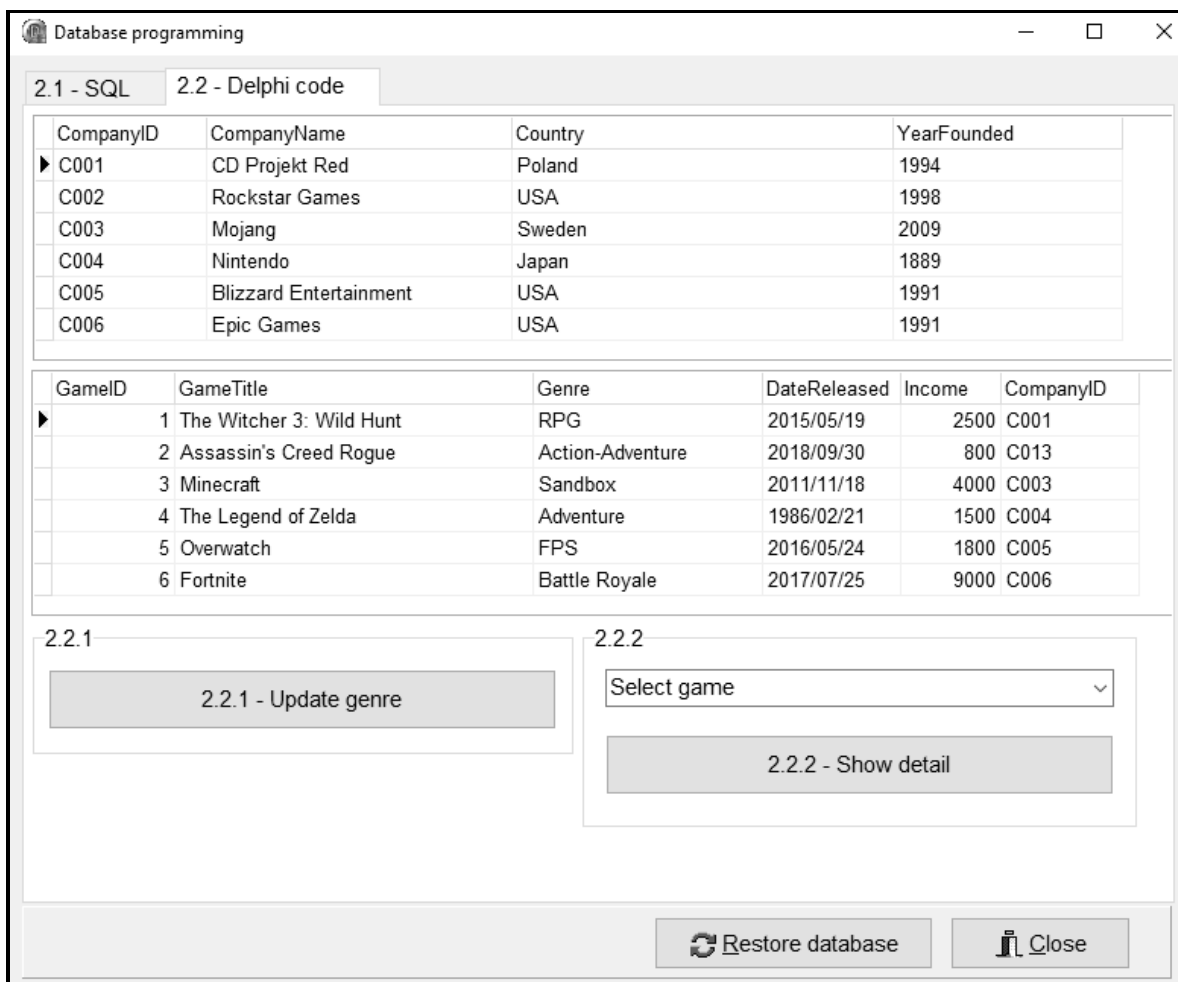 Database programming
2.1 - SQL 2.2 - Delphi code
CompanyID CompanyName Country YearFounded
C001 CD Projekt Red Poland 1994
C002 Rockstar Games USA 1998
C003 Mojang Sweden 2009
C004 Nintendo Japan 1889
C005 Blizzard Entertainment USA 1991
C006 Epic Games USA 1991
GameID GameTitle Genre DateReleased Income CompanyID
1 The Witcher 3: Wild Hunt RPG 2015/05/19 2500 C001
2 Assassin's Creed Rogue Action-Adventure 2018/09/30 800 C013
3 Minecraft Sandbox 2011/11/18 4000 C003
4 The Legend of Zelda Adventure 1986/02/21 1500 C004
5 Overwatch FPS 2016/05/24 1800 C005
6 Fortnite Battle Royale 2017/07/25 9000 C006
2.2.1
2.2.1 - Update genre
2.2.2
Select game
2.2.2 - Show detail
Restore database Close